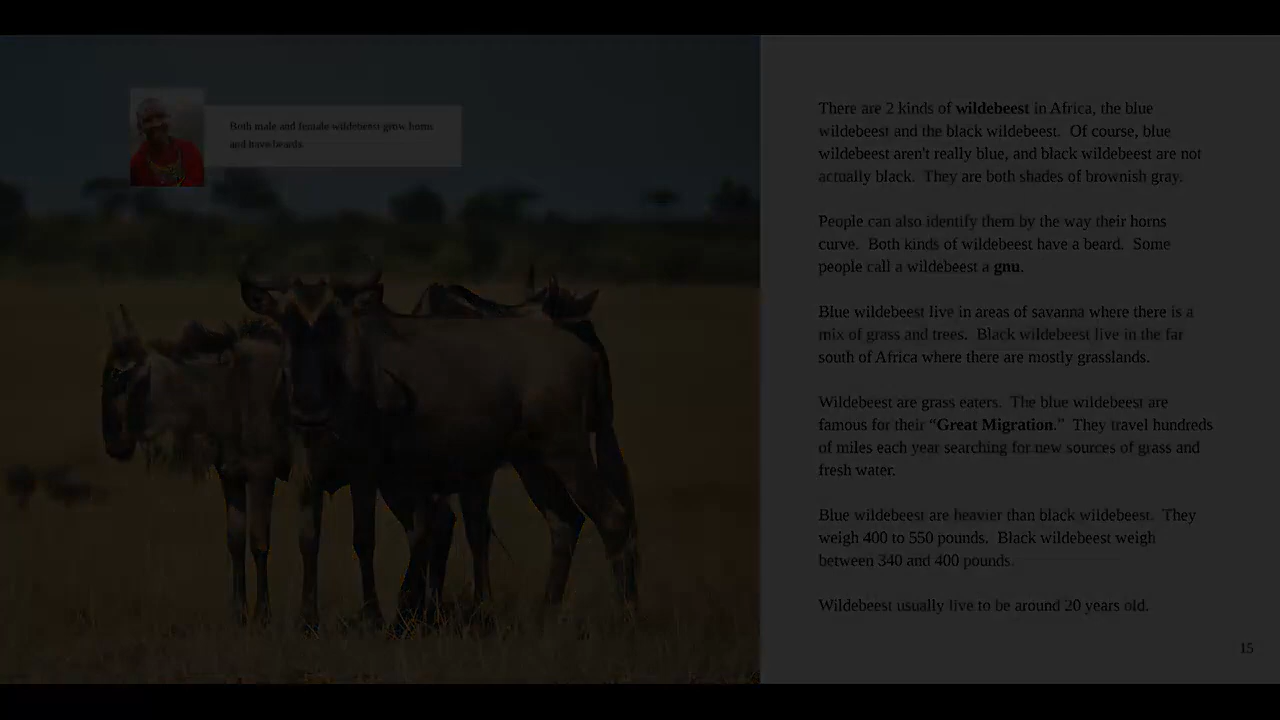 Both male and female wildebeest grow horns
and have beards.
There are 2 kinds of wildebeest in Africa, the blue
wildebeest and the black wildebeest. Of course, blue
wildebeest aren't really blue, and black wildebeest are not
actually black. They are both shades of brownish gray.
People can also identify them by the way their horns
curve. Both kinds of wildebeest have a beard. Some
people call a wildebeest a gnu.
Blue wildebeest live in areas of savanna where there is a
mix of grass and trees. Black wildebeest live in the far
south of Africa where there are mostly grasslands.
Wildebeest are grass eaters. The blue wildebeest are
famous for their “Great Migration.” They travel hundreds
of miles each year searching for new sources of grass and
fresh water.
Blue wildebeest are heavier than black wildebeest. They
weigh 400 to 550 pounds. Black wildebeest weigh
between 340 and 400 pounds.
Wildebeest usually live to be around 20 years old.
15